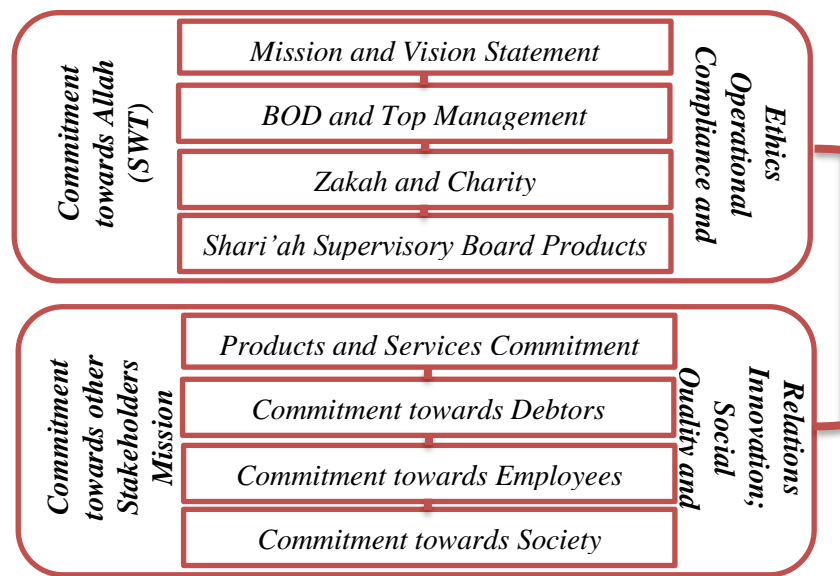 Commitment
towards Allah
(SWT)
Mission and Vision Statement
BOD and Top Management
Zakah and Charity
Shari’ah Supervisory Board Products
Ethics
Operational
Compliance and
Commitment
towards other
Stakeholders
Mission
Products and Services Commitment
Commitment towards Debtors
Commitment towards Employees
Commitment towards Society
Relations
Innovation;
Social
Quality and